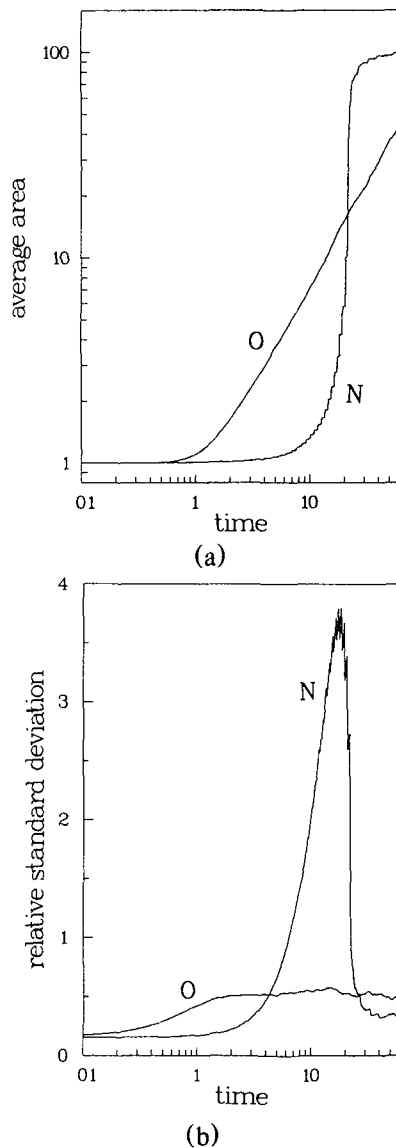 100
10
1
average area
O
N
01
1
10
time
(a)
4
3
2
1
0
relative standard deviation
N
O
01
1
10
time
(b)